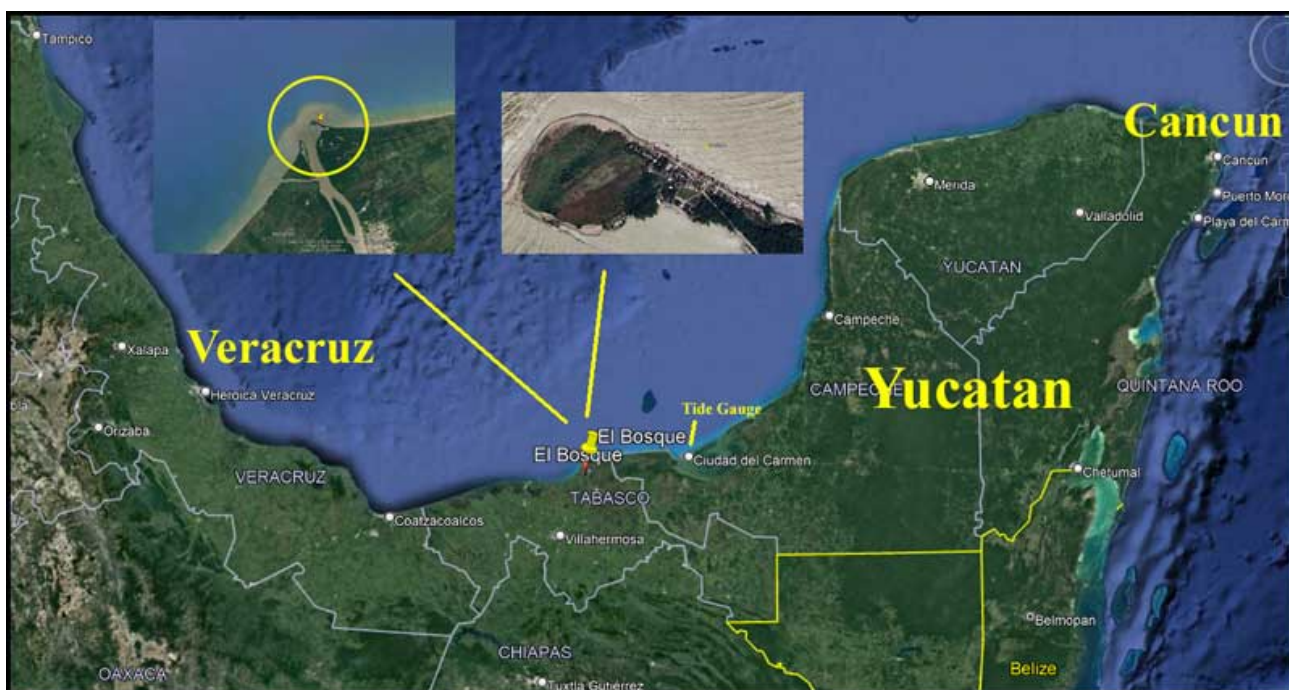 Tampico
Cancun
Cancun
Merida
Puerto More
Valladolid
Playa del Carm
YUCATAN
Campeche
Veracruz
Xalapa
Heroica Veracruz
CAMPECHE
Yucatan
QUINTANA ROO
Tide Gauge
Orizaba
El Bosque
El Bosque
Ciudad del Carmen
Chetumal
VERACRUZ
TABASCO
Coatzacoalcos
Villahermosa
Belmopan
CHIAPAS
Belize
OAXACA
Tuxtla Gutiérrez